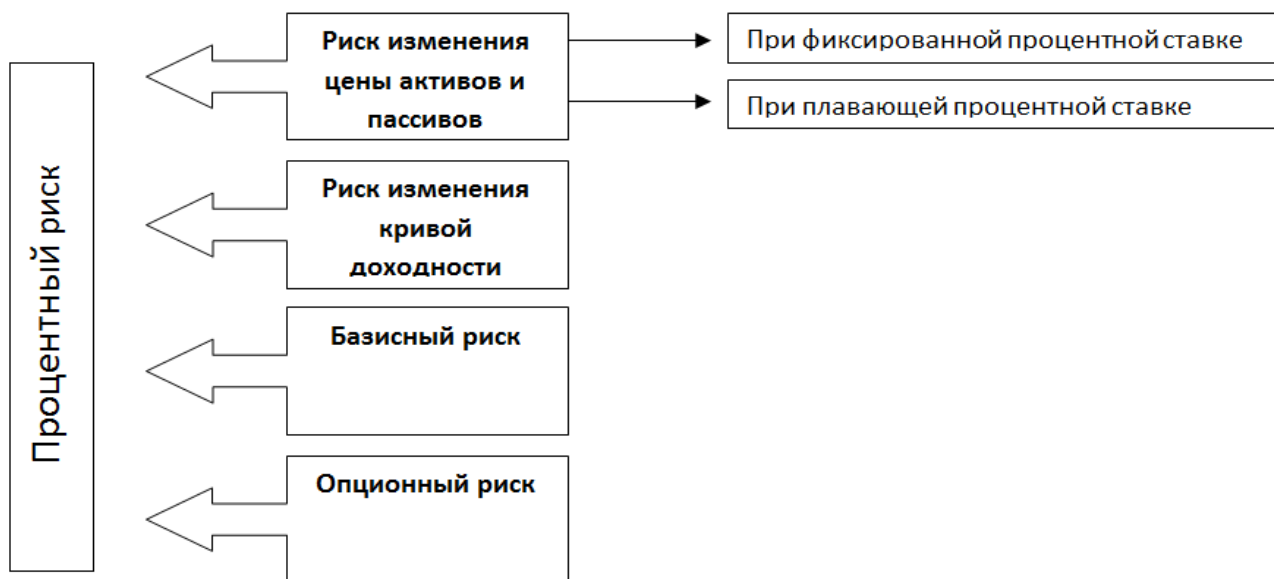 Процентный риск
Риск изменения
цены активов и
пассивов
При фиксированной процентной ставке
При плавающей процентной ставке
Риск изменения
кривой
доходности
Базисный риск
Опционный риск